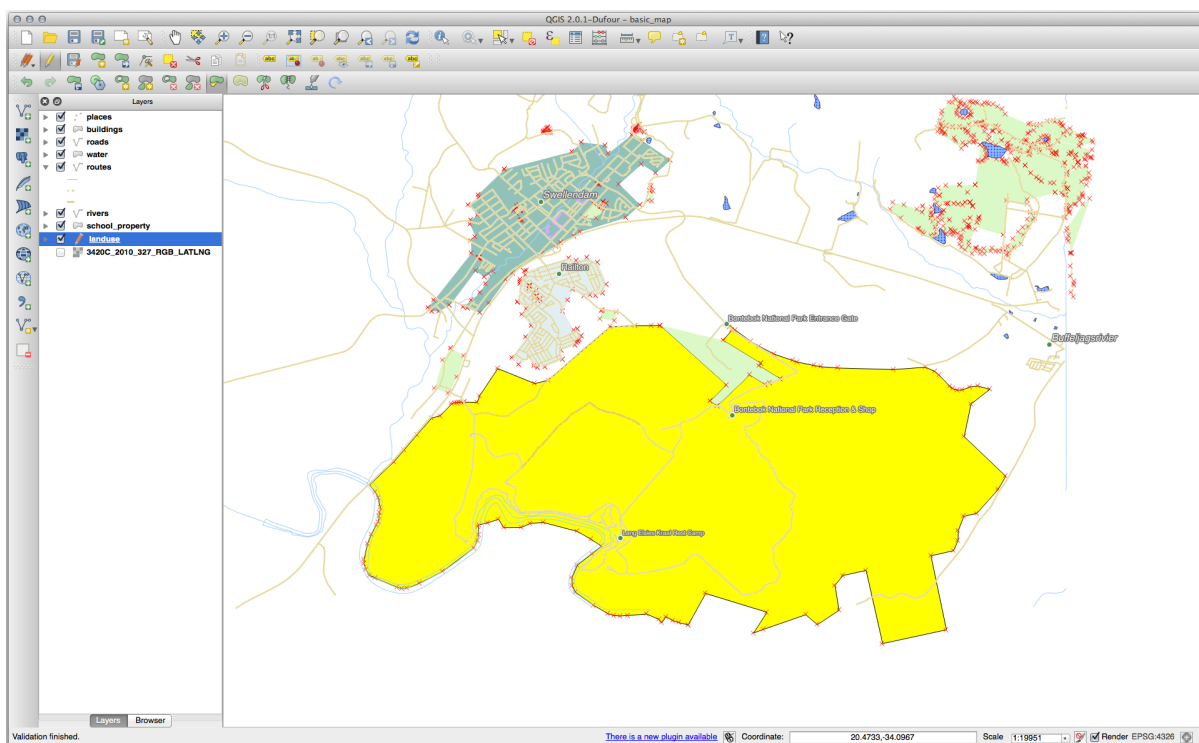 QGIS 2.0.1-Dufour – basic_map
Layers
places
buildings
roads
water
routes
rivers
school_property
landuse
3420C_2010_327_RGB_LATLNG
Swellendam
Railton
Bontebok National Park Entrance Gate
Buffeljagsrivier
Bontebok National Park Reception & Shop
Lang Elsies Kraal Rest Camp
Layers Browser
Validation finished. There is a new plugin available Coordinate: 20.4733,-34.0967 Scale 1:19951 Render EPSG:4326